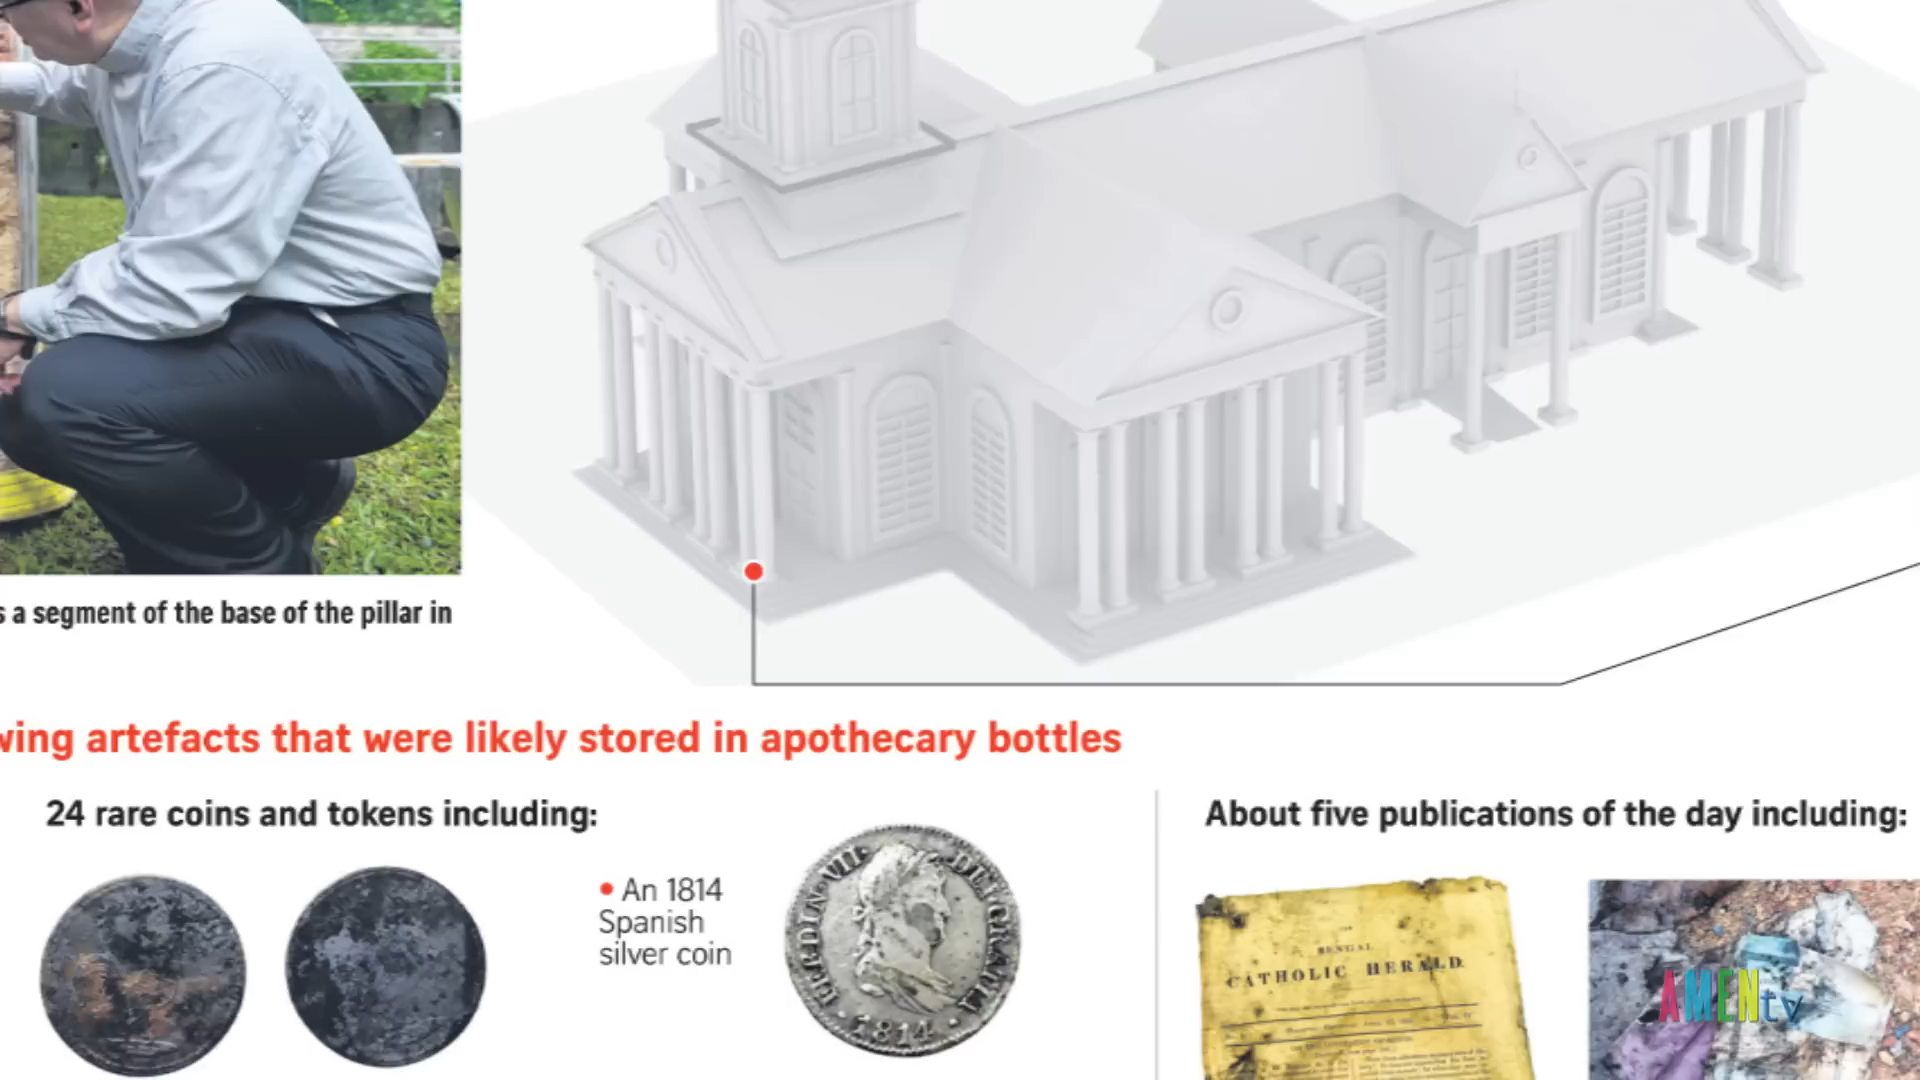 s a segment of the base of the pillar in
wing artefacts that were likely stored in apothecary bottles
24 rare coins and tokens including:
• An 1814
Spanish
silver coin
FERDIN·VII· DEI·GRATIA
·1814·
About five publications of the day including:
BENGAL
CATHOLIC HERALD.
AMENtv